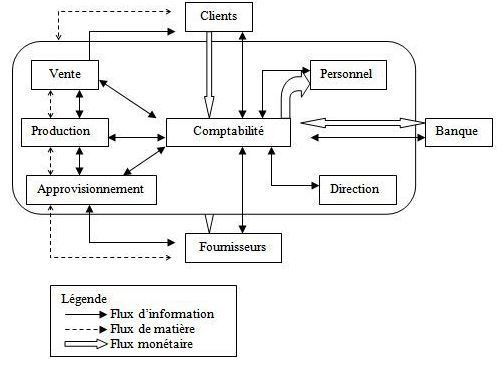 Clients
Vente
Personnel
Production
Comptabilité
Banque
Approvisionnement
Direction
Fournisseurs
Légende
Flux d'information
Flux de matière
Flux monétaire